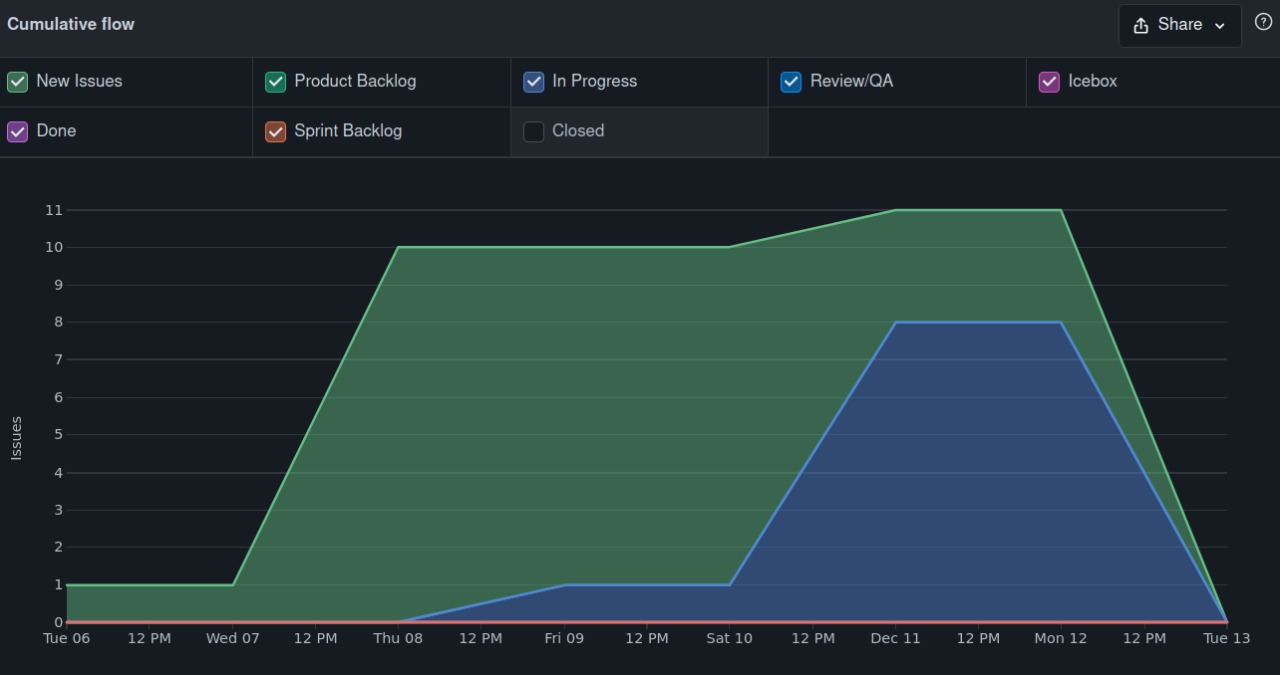 Cumulative flow
Share
New Issues Product Backlog In Progress Review/QA Icebox
Done Sprint Backlog Closed
11
10
9
8
7
6
5
4
3
2
1
0
Issues
Tue 06 12 PM Wed 07 12 PM Thu 08 12 PM Fri 09 12 PM Sat 10 12 PM Dec 11 12 PM Mon 12 12 PM Tue 13